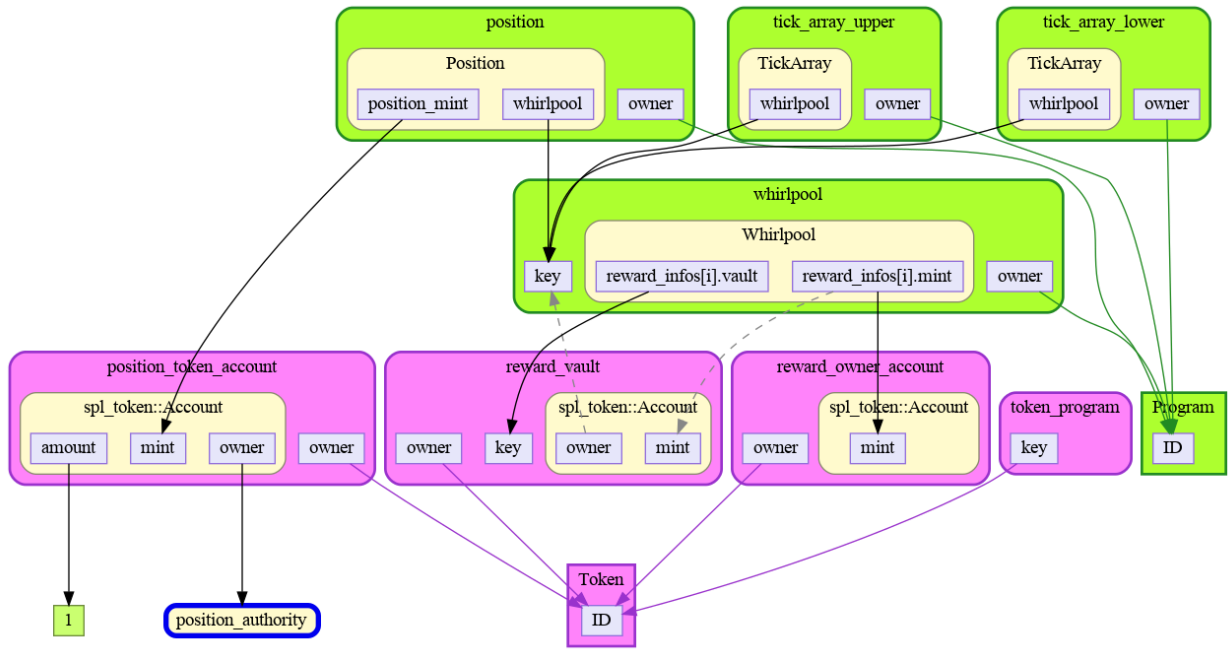 position
tick_array_upper
tick_array_lower
Position
TickArray
TickArray
position_mint
whirlpool
owner
whirlpool
owner
whirlpool
owner
whirlpool
Whirlpool
key
reward_infos[i].vault
reward_infos[i].mint
owner
position_token_account
reward_vault
reward_owner_account
spl_token::Account
spl_token::Account
spl_token::Account
token_program
Program
amount
mint
owner
owner
owner
key
owner
mint
owner
mint
key
ID
Token
1
position_authority
ID